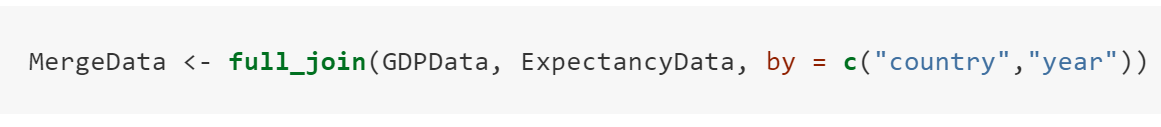 MergeData <- full_join(GDPData, ExpectancyData, by = c("country","year"))